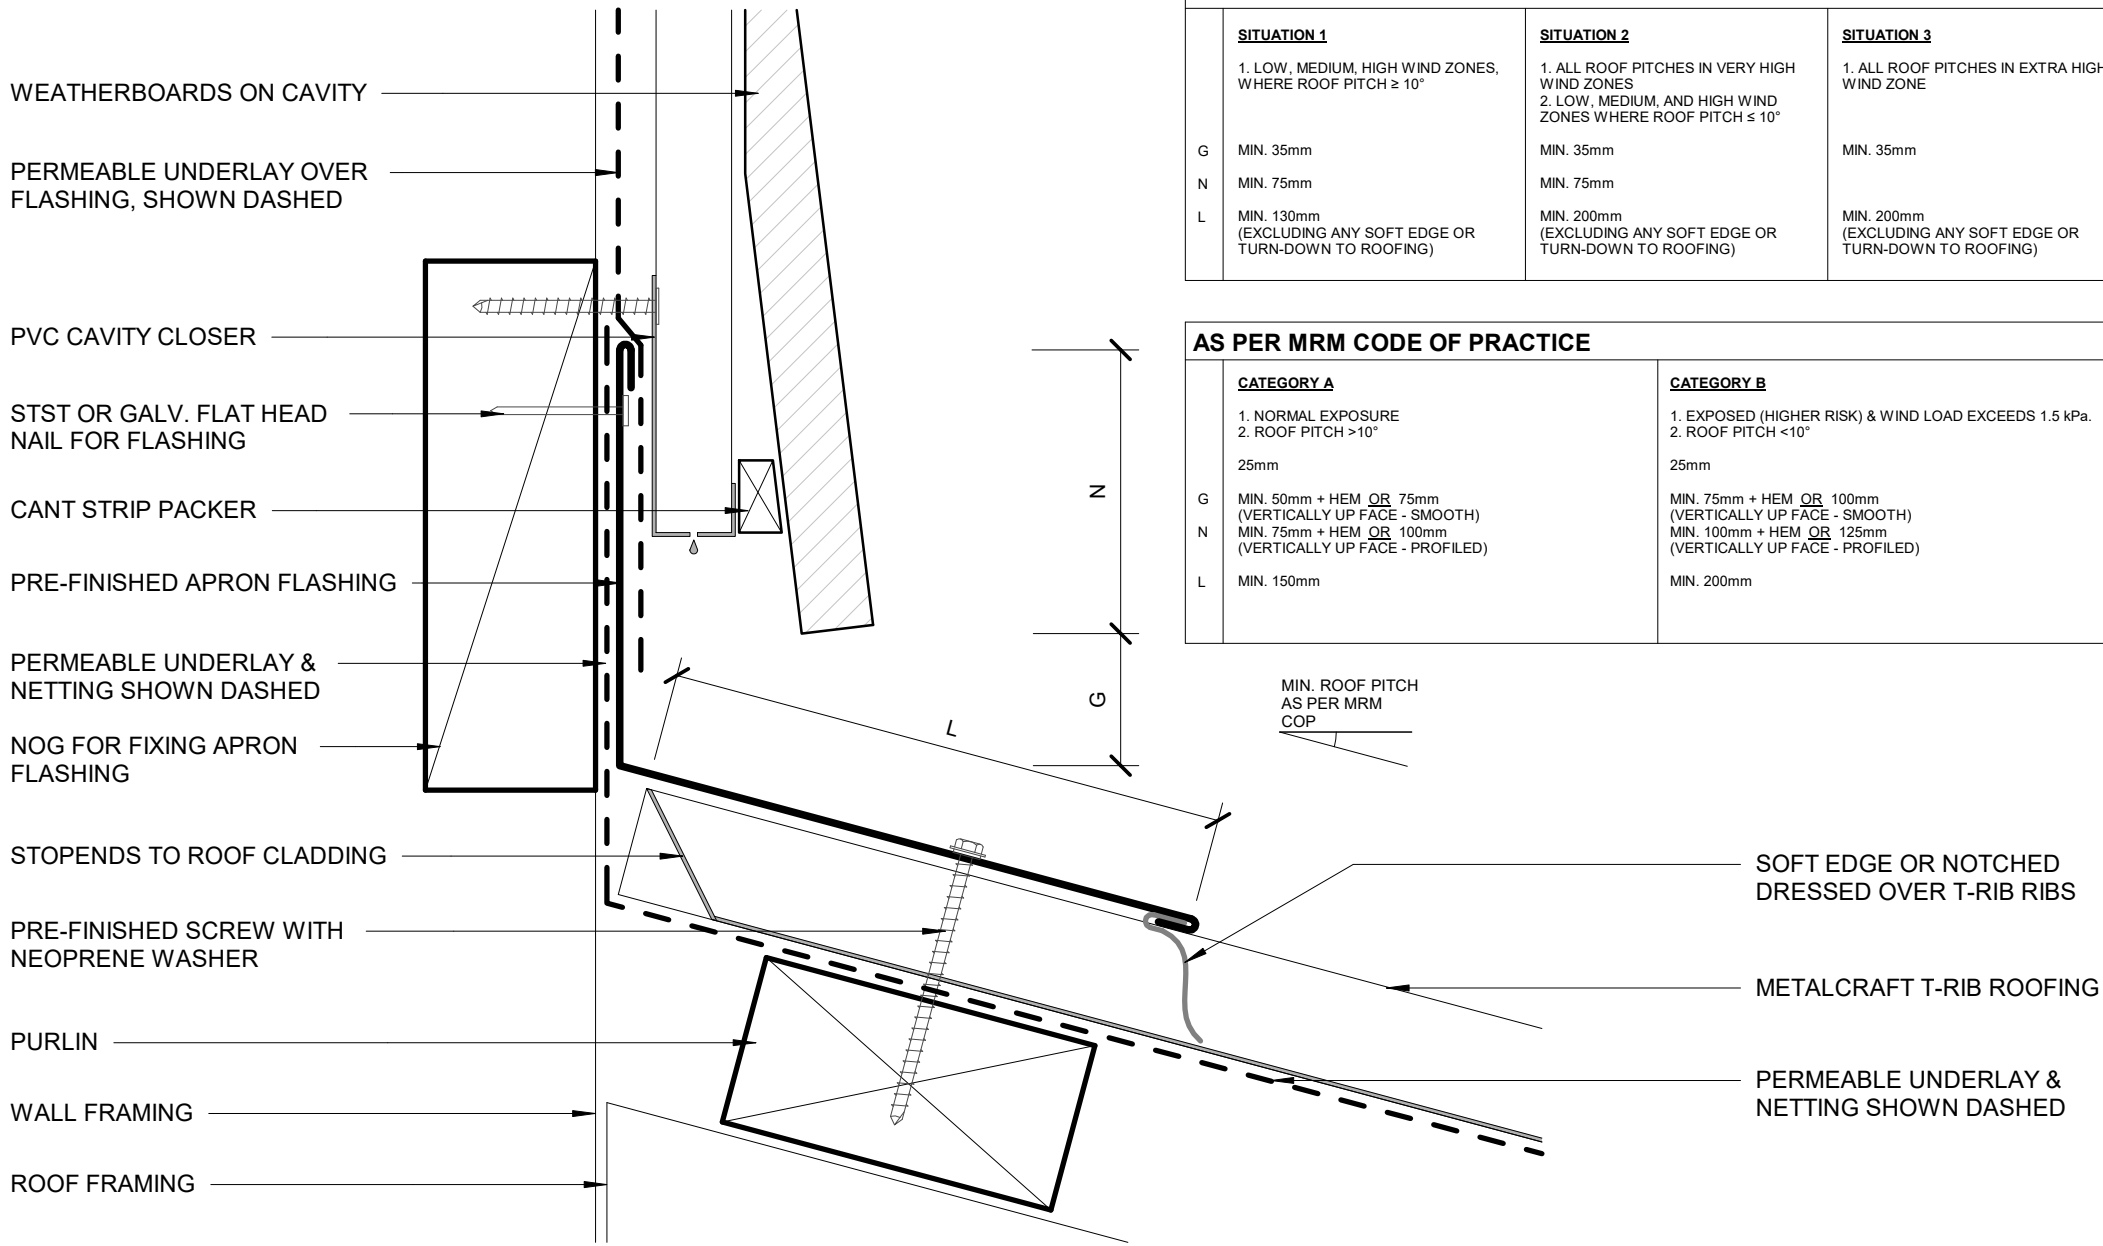 WEATHERBOARDS ON CAVITY
PERMEABLE UNDERLAY OVER
FLASHING, SHOWN DASHED
PVC CAVITY CLOSER
STST OR GALV. FLAT HEAD
NAIL FOR FLASHING
CANT STRIP PACKER
PRE-FINISHED APRON FLASHING
PERMEABLE UNDERLAY &
NETTING SHOWN DASHED
NOG FOR FIXING APRON
FLASHING
STOPENDS TO ROOF CLADDING
PRE-FINISHED SCREW WITH
NEOPRENE WASHER
PURLIN
WALL FRAMING
ROOF FRAMING
N
G
L
SITUATION 1
1. LOW, MEDIUM, HIGH WIND ZONES,
WHERE ROOF PITCH ≥ 10°
SITUATION 2
1. ALL ROOF PITCHES IN VERY HIGH
WIND ZONES
2. LOW, MEDIUM, AND HIGH WIND
ZONES WHERE ROOF PITCH ≤ 10°
SITUATION 3
1. ALL ROOF PITCHES IN EXTRA HIGH
WIND ZONE
G MIN. 35mm MIN. 35mm MIN. 35mm
N MIN. 75mm MIN. 75mm
L MIN. 130mm MIN. 200mm MIN. 200mm
(EXCLUDING ANY SOFT EDGE OR (EXCLUDING ANY SOFT EDGE OR (EXCLUDING ANY SOFT EDGE OR
TURN-DOWN TO ROOFING) TURN-DOWN TO ROOFING) TURN-DOWN TO ROOFING)
AS PER MRM CODE OF PRACTICE
CATEGORY A
1. NORMAL EXPOSURE
2. ROOF PITCH >10°
25mm
G MIN. 50mm + HEM OR 75mm
(VERTICALLY UP FACE - SMOOTH)
N MIN. 75mm + HEM OR 100mm
(VERTICALLY UP FACE - PROFILED)
L MIN. 150mm
CATEGORY B
1. EXPOSED (HIGHER RISK) & WIND LOAD EXCEEDS 1.5 kPa.
2. ROOF PITCH <10°
25mm
MIN. 75mm + HEM OR 100mm
(VERTICALLY UP FACE - SMOOTH)
MIN. 100mm + HEM OR 125mm
(VERTICALLY UP FACE - PROFILED)
MIN. 200mm
MIN. ROOF PITCH
AS PER MRM
COP
SOFT EDGE OR NOTCHED
DRESSED OVER T-RIB RIBS
METALCRAFT T-RIB ROOFING
PERMEABLE UNDERLAY &
NETTING SHOWN DASHED